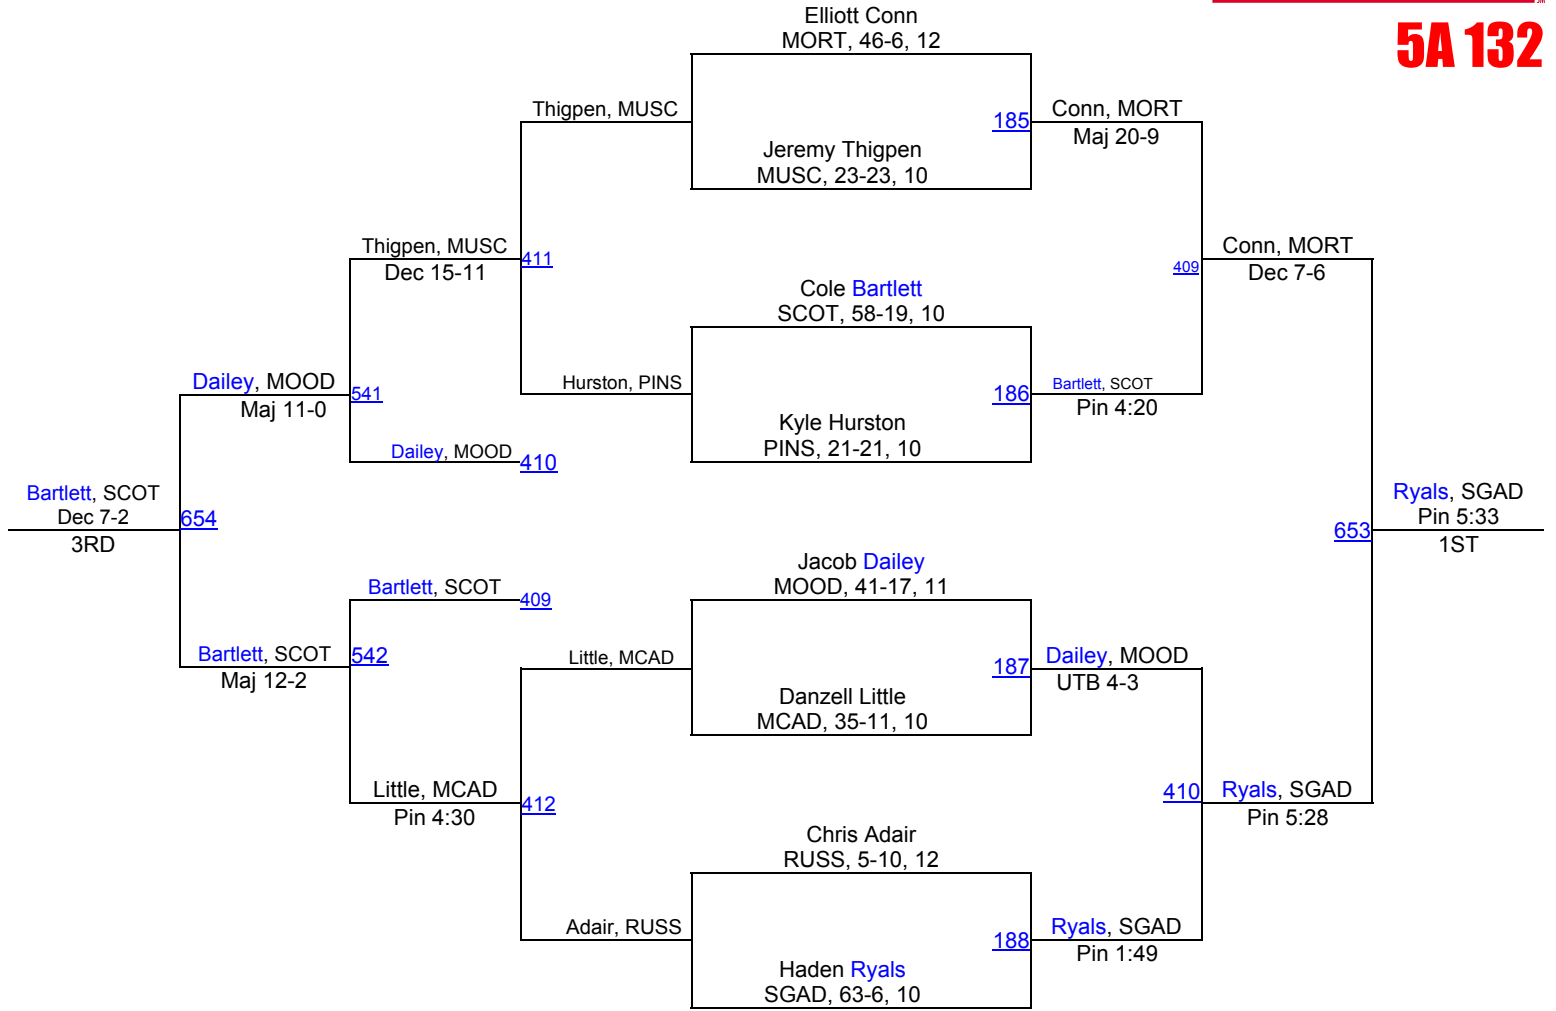 5A 132
Elliott Conn
MORT, 46-6, 12
Thigpen, MUSC
185
Conn, MORT
Maj 20-9
Jeremy Thigpen
MUSC, 23-23, 10
Thigpen, MUSC
Dec 15-11
411
409
Conn, MORT
Dec 7-6
Cole Bartlett
SCOT, 58-19, 10
Dailey, MOOD
Maj 11-0
541
Hurston, PINS
186
Bartlett, SCOT
Pin 4:20
Kyle Hurston
PINS, 21-21, 10
Dailey, MOOD
410
Bartlett, SCOT
Dec 7-2
3RD
654
653
Ryals, SGAD
Pin 5:33
1ST
Jacob Dailey
MOOD, 41-17, 11
Bartlett, SCOT
409
Bartlett, SCOT
Maj 12-2
542
Little, MCAD
187
Dailey, MOOD
UTB 4-3
Danzell Little
MCAD, 35-11, 10
Little, MCAD
Pin 4:30
412
410
Ryals, SGAD
Pin 5:28
Chris Adair
RUSS, 5-10, 12
Adair, RUSS
188
Ryals, SGAD
Pin 1:49
Haden Ryals
SGAD, 63-6, 10